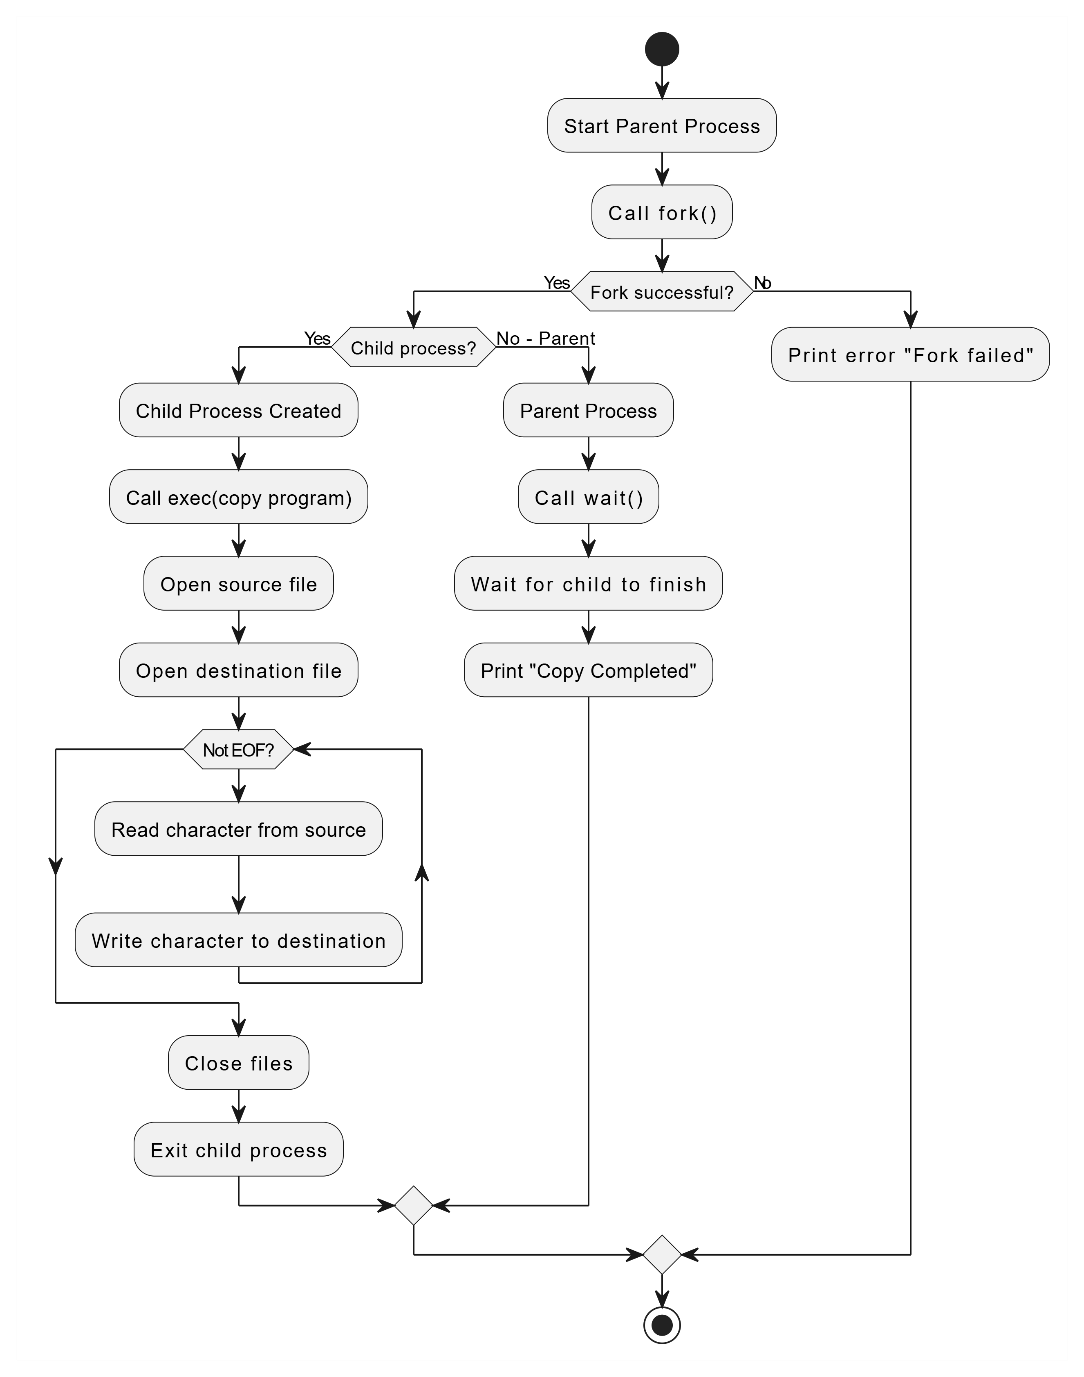 Start Parent Process
Call fork()
Yes
Fork successful?
No
Yes
Child process?
No - Parent
Print error "Fork failed"
Child Process Created
Parent Process
Call exec(copy program)
Call wait()
Open source file
Wait for child to finish
Open destination file
Print "Copy Completed"
Not EOF?
Read character from source
Write character to destination
Close files
Exit child process